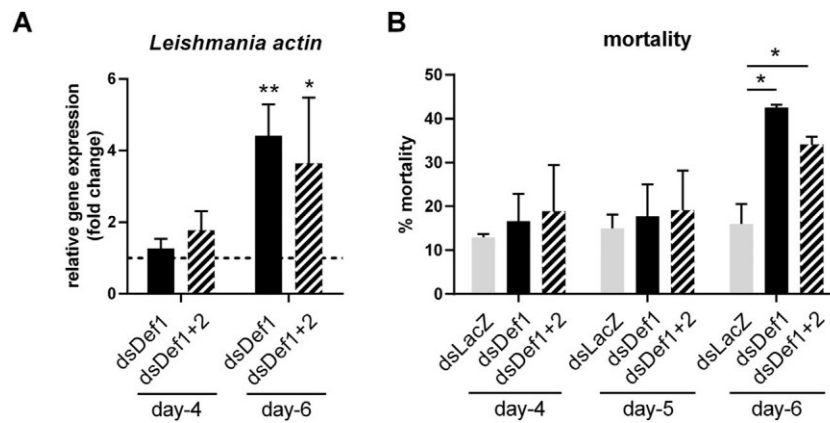 A
Leishmania actin
relative gene expression
(fold change)
6
4
2
0
**
*
dsDef1
dsDef1+2
dsDef1
dsDef1+2
day-4
day-6
B
mortality
% mortality
50
40
30
20
10
0
*
*
dsLacZ
dsDef1
dsDef1+2
dsLacZ
dsDef1
dsDef1+2
dsLacZ
dsDef1
dsDef1+2
day-4
day-5
day-6